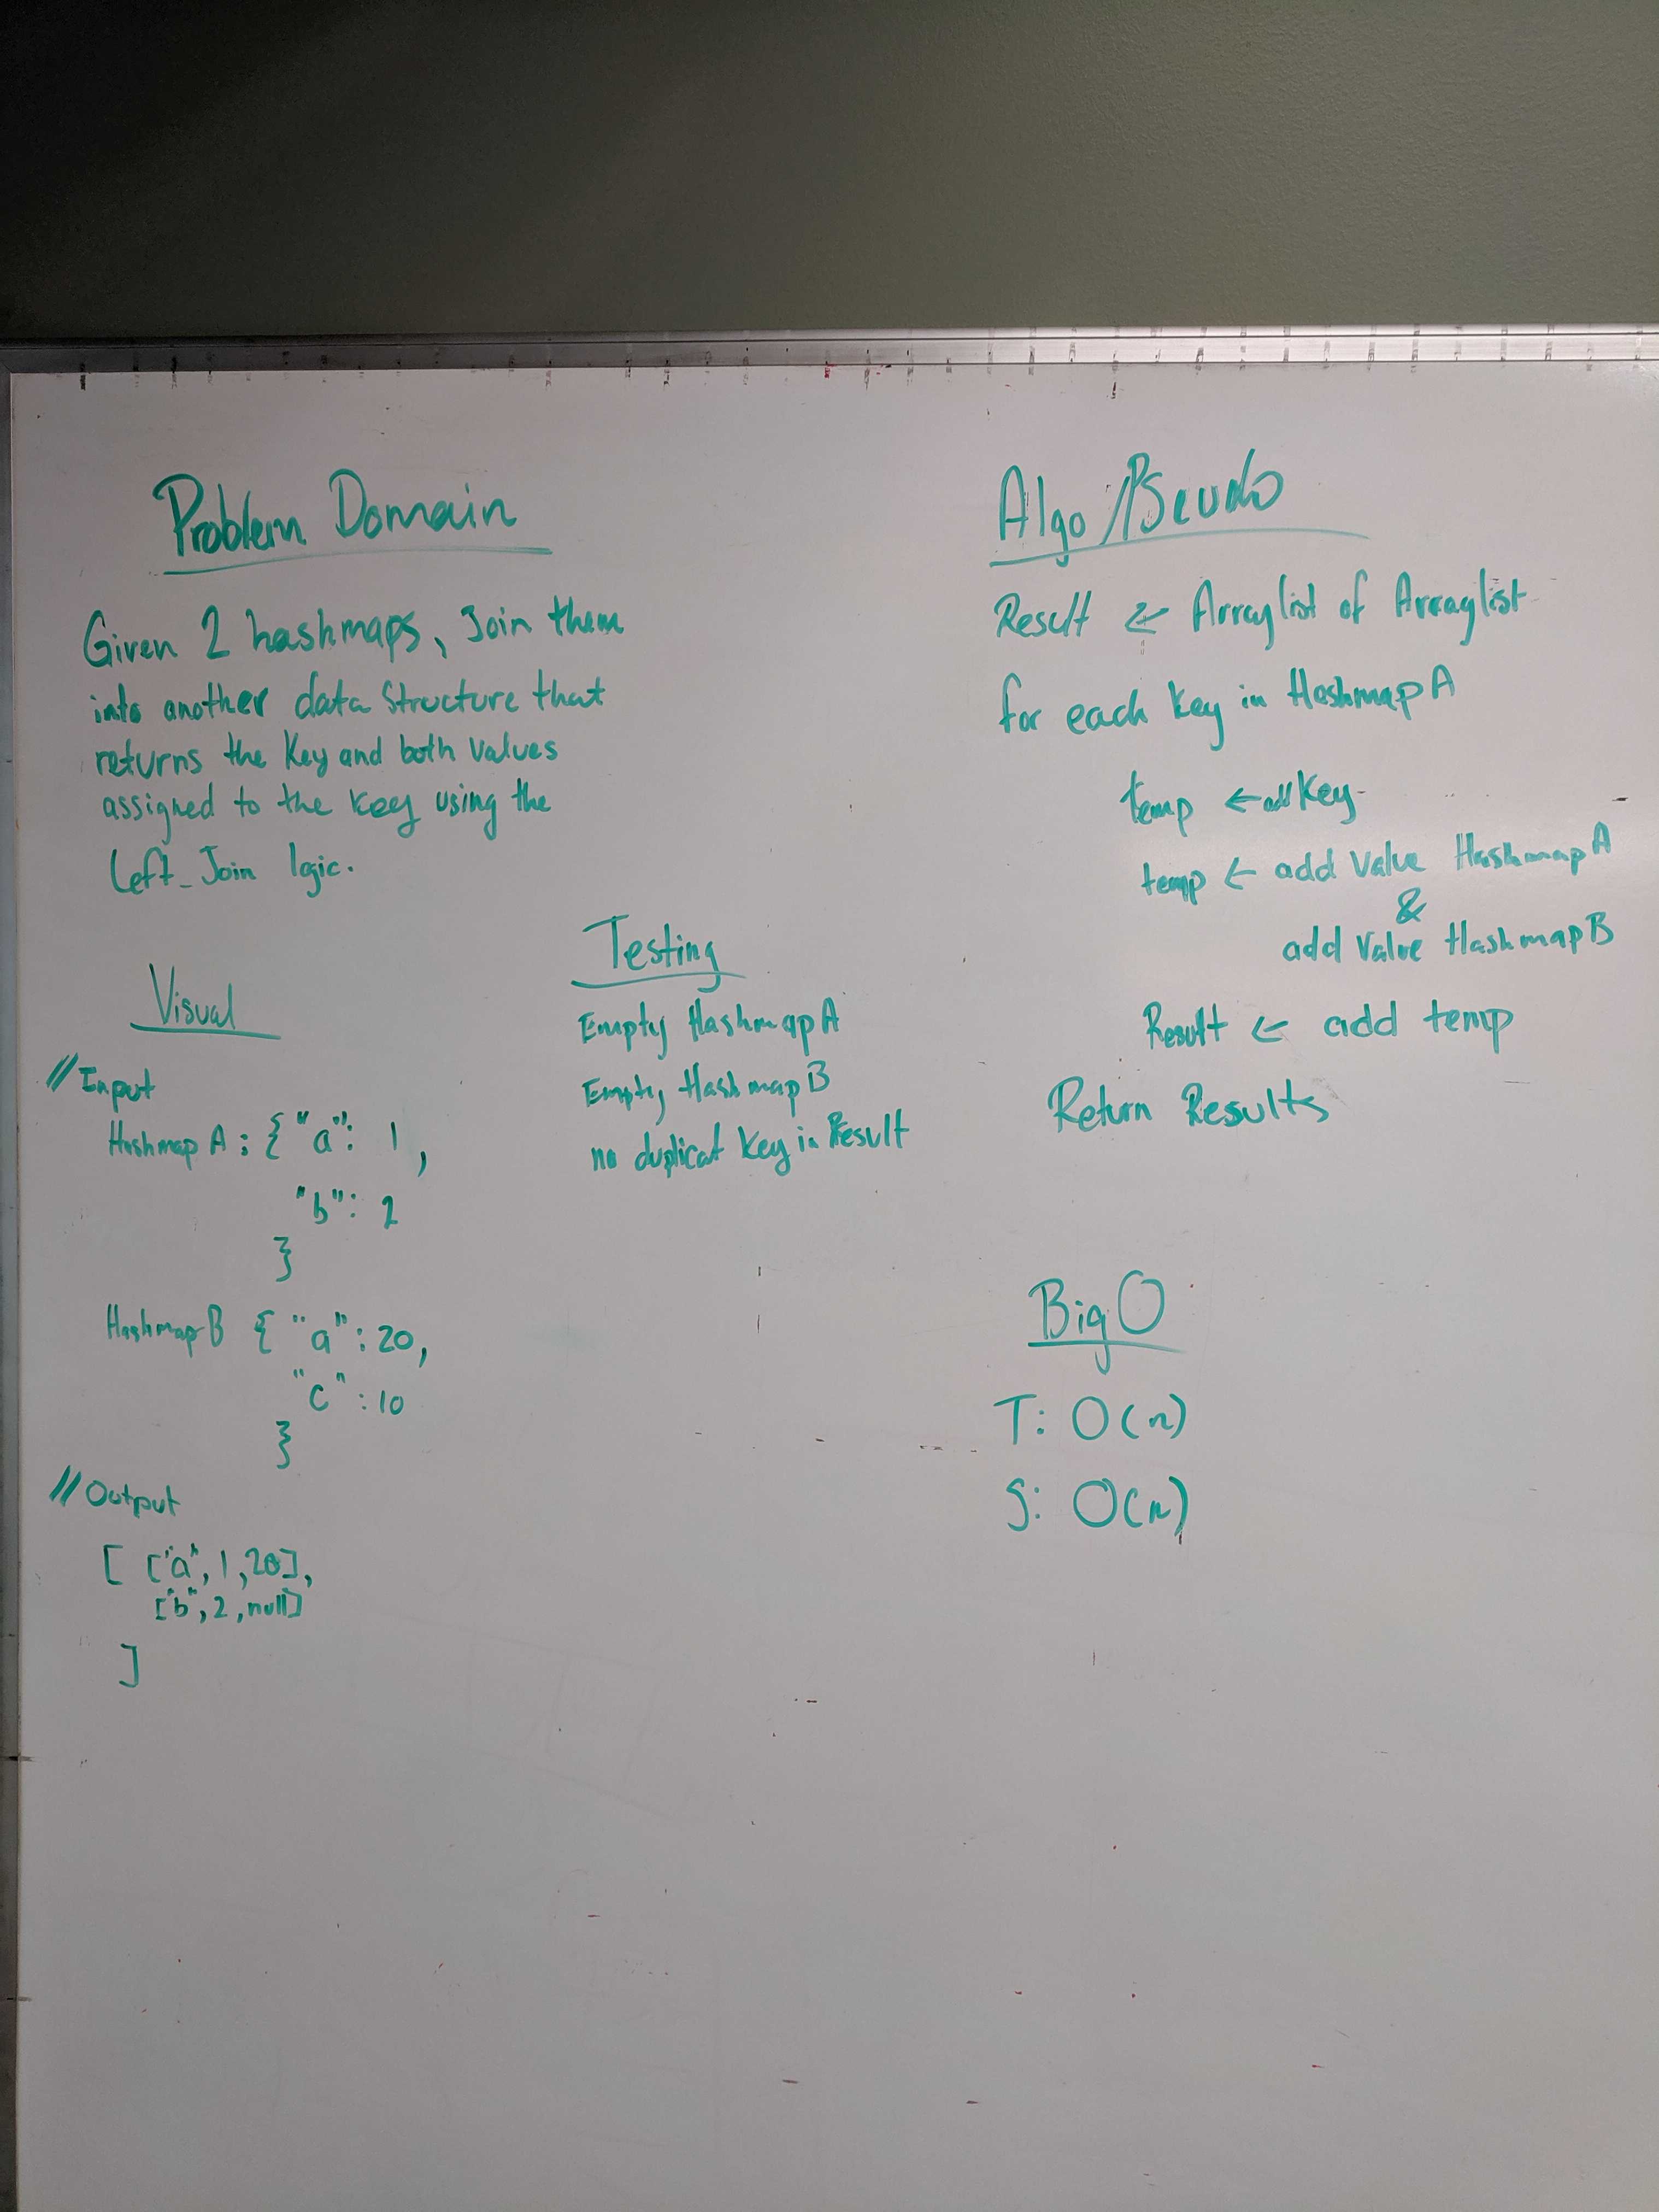 Problem Domain
Given 2 hashmaps, Join them
into another data structure that
returns the Key and both values
assigned to the key using the
Left_Join logic.
Visual
// Input
Hashmap A : { "a": 1,
"b": 2
}
Hashmap B { "a": 20,
"c": 10
}
// Output
[ ["a", 1, 20],
["b", 2, null]
]
Testing
Empty Hashmap A
Empty Hashmap B
no duplicat key in Result
Algo/Pseudo
Result ← Arraylist of Arraylist
for each key in Hashmap A
temp ← add key
temp ← add value Hashmap A
&
add value Hashmap B
Result ← add temp
Return Results
Big O
T: O(n)
S: O(n)